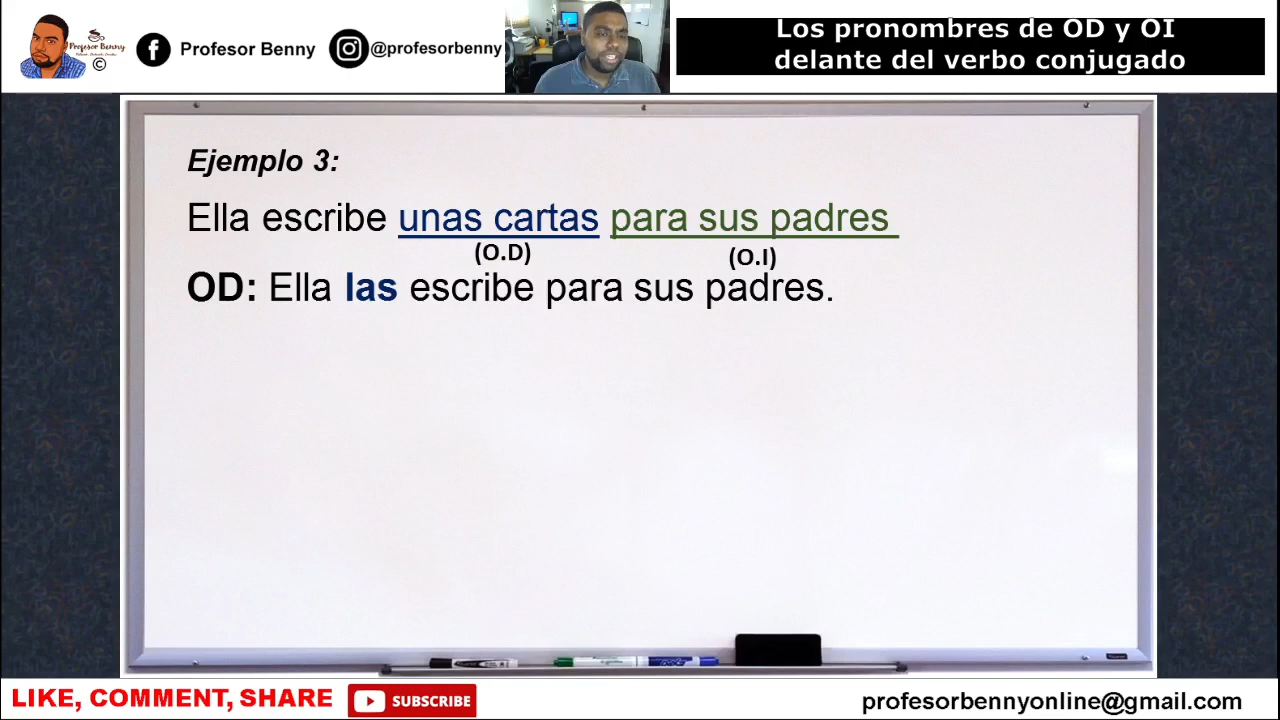 Profesor Benny
©
Profesor Benny
@profesorbenny
Los pronombres de OD y OI
delante del verbo conjugado
Ejemplo 3:
Ella escribe unas cartas para sus padres
(O.D) (O.I)
OD: Ella las escribe para sus padres.
LIKE, COMMENT, SHARE
SUBSCRIBE
profesorbennyonline@gmail.com